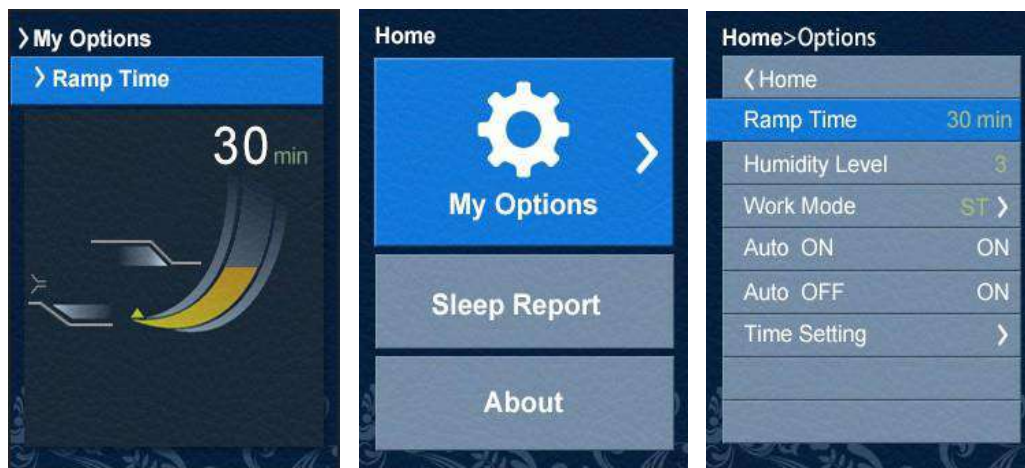 >My Options
> Ramp Time
30 min
Home
My Options
Sleep Report
About
Home>Options
<Home
Ramp Time 30 min
Humidity Level 3
Work Mode ST >
Auto ON ON
Auto OFF ON
Time Setting >